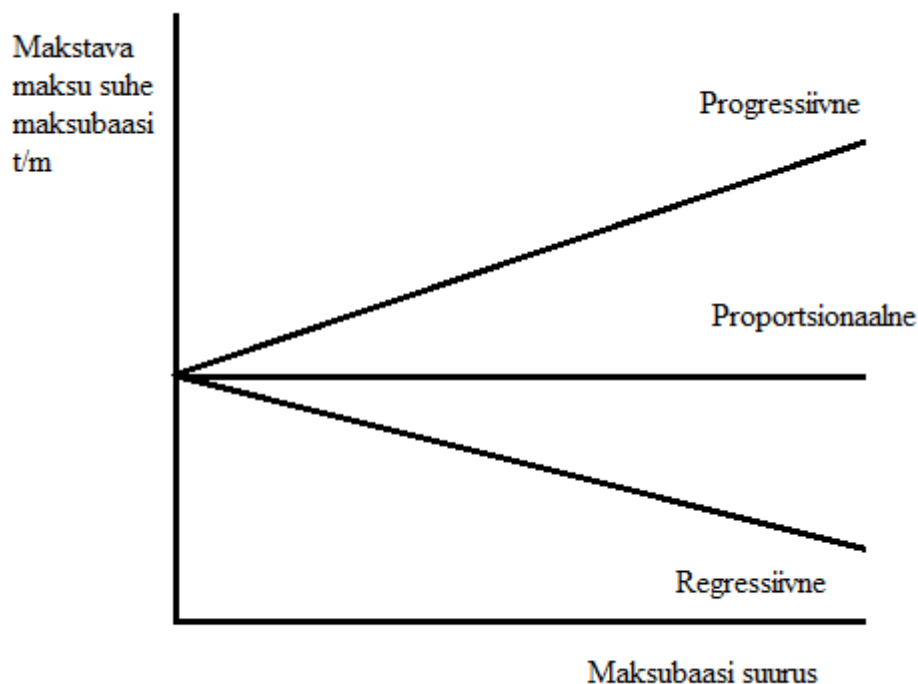 Makstava
maksu suhe
maksubaasi
t/m
Progressiivne
Proportsionaalne
Regressiivne
Maksubaasi suurus